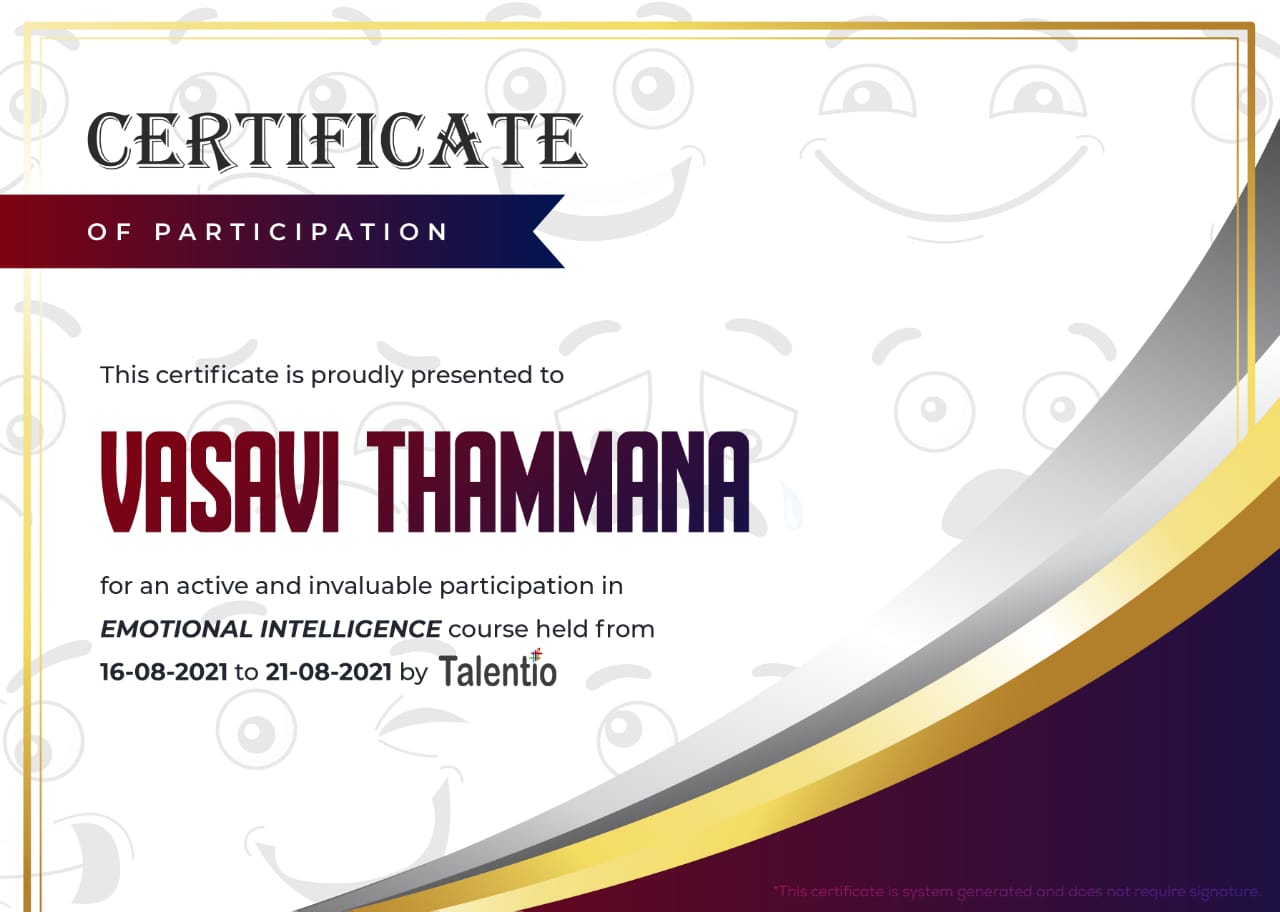 CERTIFICATE
OF PARTICIPATION
This certificate is proudly presented to
VASAVI THAMMANA
for an active and invaluable participation in
EMOTIONAL INTELLIGENCE course held from
16-08-2021 to 21-08-2021 by Talentio
*This certificate is system generated and does not require signature.